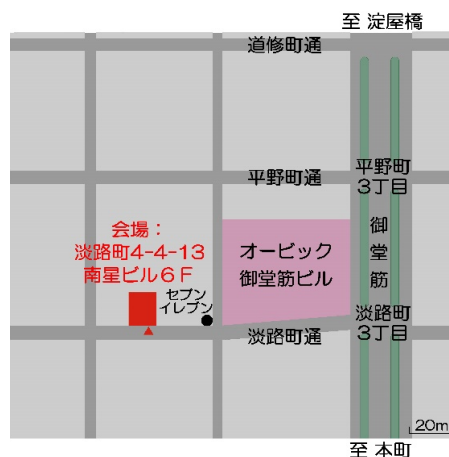 至 淀屋橋
道修町通
平野町通
平野町
3丁目
会場：
淡路町4-4-13
南星ビル6F
セブン
イレブン
オービック
御堂筋ビル
御堂筋
淡路町通
淡路町
3丁目
20m
至 本町